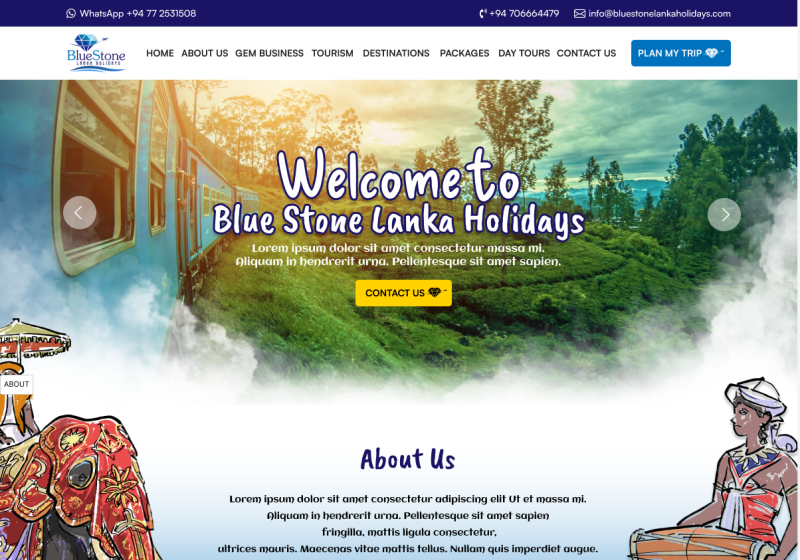 WhatsApp +94 77 2531508
+94 706664479
info@bluestonelankaholidays.com
BlueStone
LANKA HOLIDAYS
HOME ABOUT US GEM BUSINESS TOURISM DESTINATIONS PACKAGES DAY TOURS CONTACT US
PLAN MY TRIP
Welcome to
Blue Stone Lanka Holidays
Lorem ipsum dolor sit amet consectetur massa mi.
Aliquam in hendrerit urna. Pellentesque sit amet sapien.
CONTACT US
ABOUT
About Us
Lorem ipsum dolor sit amet consectetur adipiscing elit Ut et massa mi.
Aliquam in hendrerit urna. Pellentesque sit amet sapien
fringilla, mattis ligula consectetur,
ultrices mauris. Maecenas vitae mattis tellus. Nullam quis imperdiet augue.